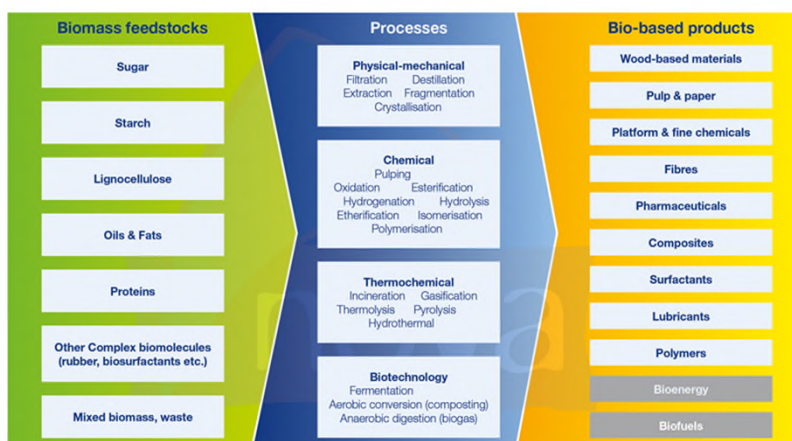 Biomass feedstocks
Sugar
Starch
Lignocellulose
Oils & Fats
Proteins
Other Complex biomolecules
(rubber, biosurfactants etc.)
Mixed biomass, waste
Processes
Physical-mechanical
Filtration Destillation
Extraction Fragmentation
Crystallisation
Chemical
Pulping
Oxidation Esterification
Hydrogenation Hydrolysis
Etherification Isomerisation
Polymerisation
Thermochemical
Incineration Gasification
Thermolysis Pyrolysis
Hydrothermal
Biotechnology
Fermentation
Aerobic conversion (composting)
Anaerobic digestion (biogas)
Bio-based products
Wood-based materials
Pulp & paper
Platform & fine chemicals
Fibres
Pharmaceuticals
Composites
Surfactants
Lubricants
Polymers
Bioenergy
Biofuels